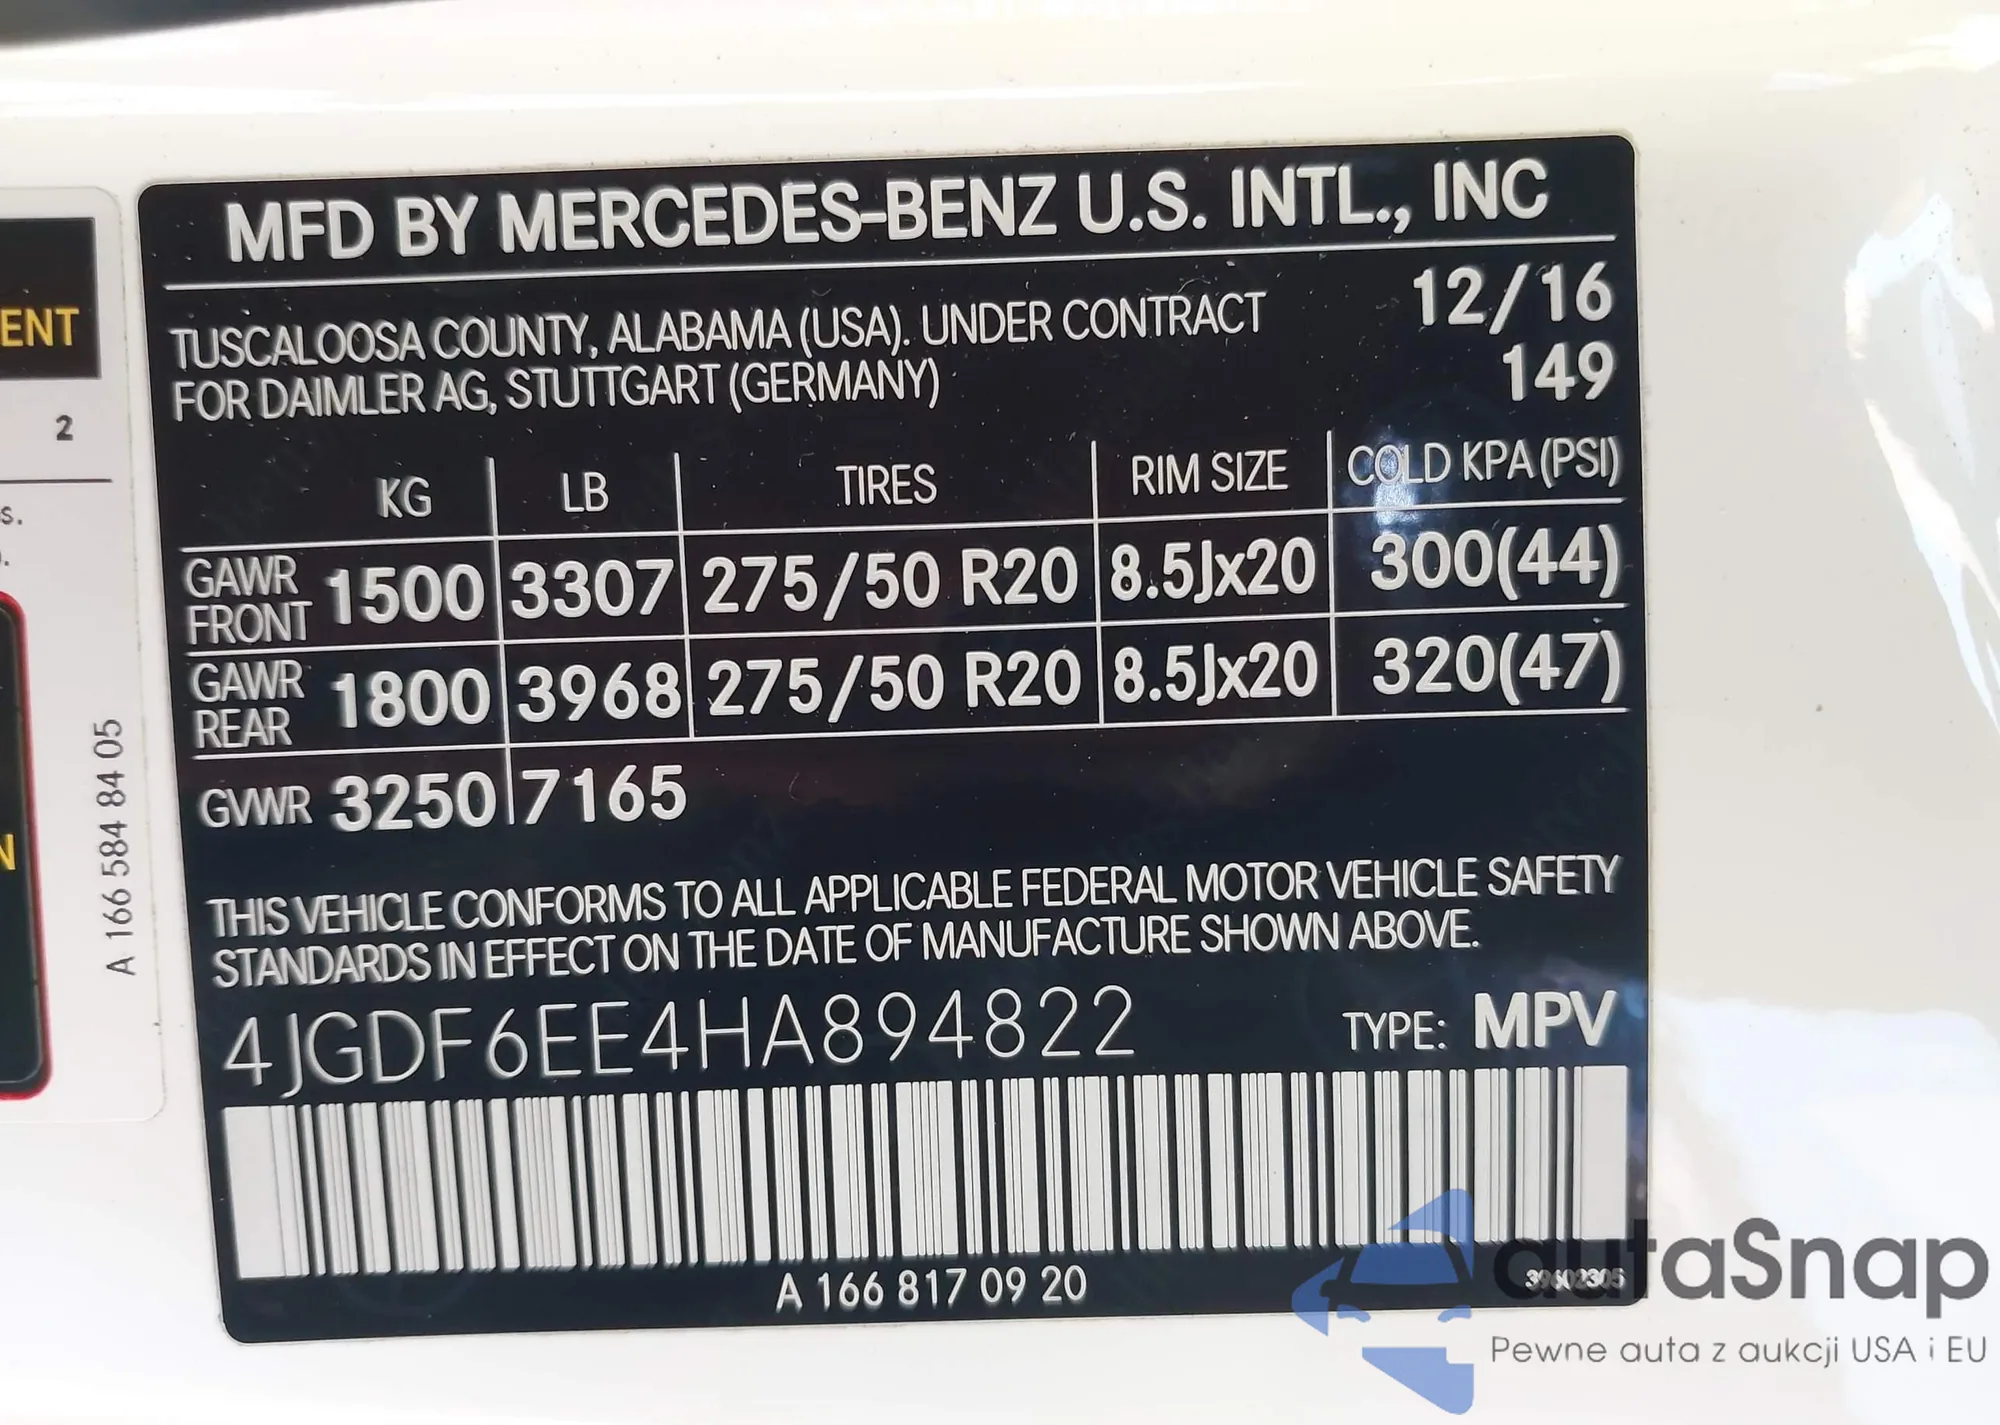 MFD BY MERCEDES-BENZ U.S. INTL., INC
TUSCALOOSA COUNTY, ALABAMA (USA). UNDER CONTRACT 12/16
FOR DAIMLER AG, STUTTGART (GERMANY) 149
KG LB TIRES RIM SIZE COLD KPA (PSI)
GAWR FRONT 1500 3307 275/50 R20 8.5Jx20 300(44)
GAWR REAR 1800 3968 275/50 R20 8.5Jx20 320(47)
GVWR 3250 7165
THIS VEHICLE CONFORMS TO ALL APPLICABLE FEDERAL MOTOR VEHICLE SAFETY
STANDARDS IN EFFECT ON THE DATE OF MANUFACTURE SHOWN ABOVE.
4JGDF6EE4HA894822 TYPE: MPV
A 166 817 09 20
39602305
ENT
2
s.
N
A 166 584 84 05
autaSnap
Pewne auta z aukcji USA i EU